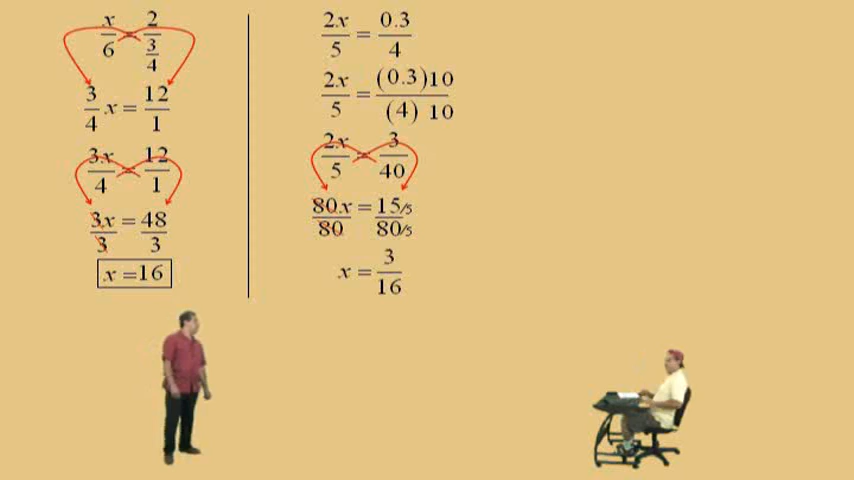 x/6 = 2/(3/4)
3/4 x = 12/1
3x/4 = 12/1
3x/3 = 48/3
x = 16
2x/5 = 0.3/4
2x/5 = (0.3)10/(4) 10
2x/5 = 3/40
80x/80 = 15/5/80/5
x = 3/16